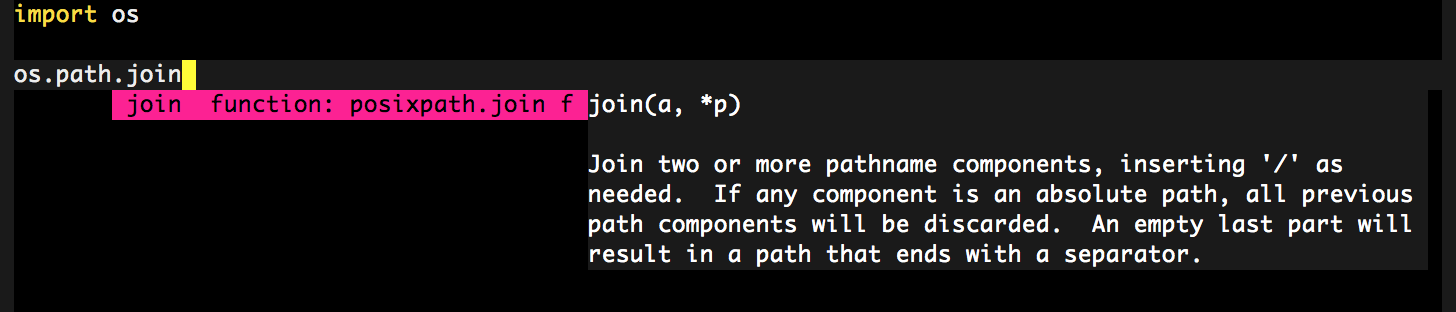 import os
os.path.join
join  function: posixpath.join f join(a, *p)
Join two or more pathname components, inserting '/' as
needed.  If any component is an absolute path, all previous
path components will be discarded.  An empty last part will
result in a path that ends with a separator.